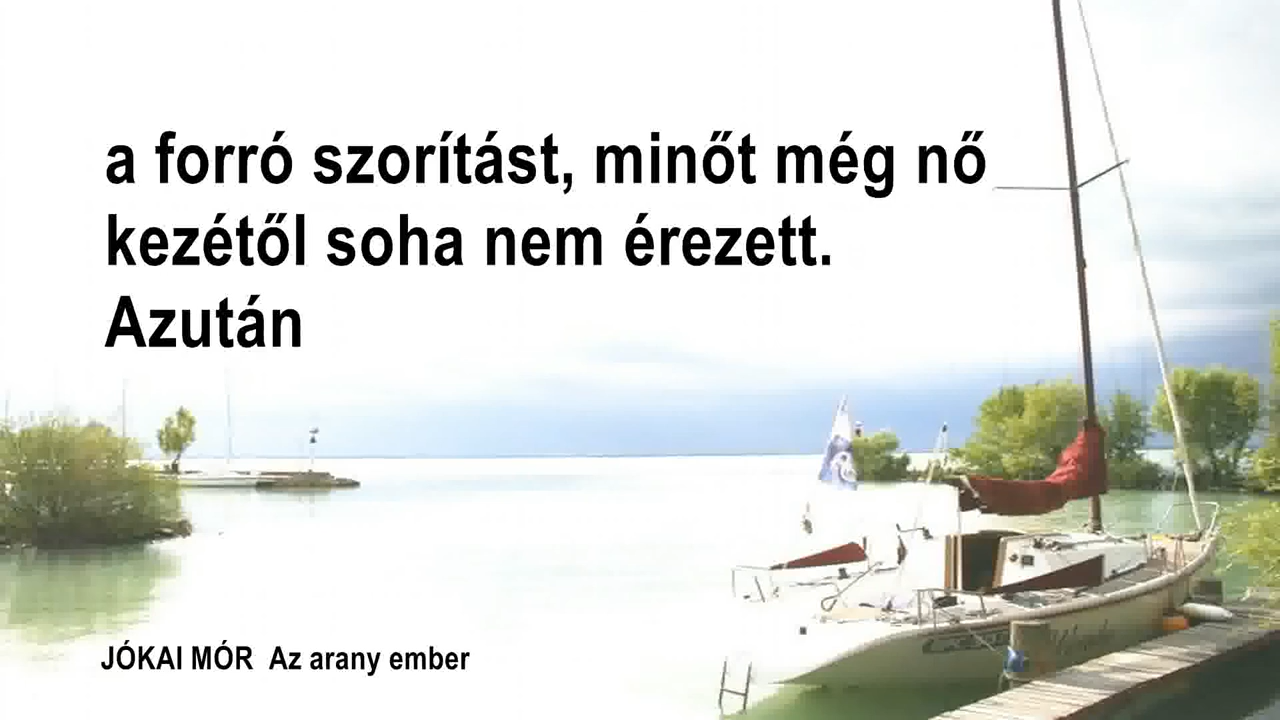 a forró szorítást, minőt még nő
kezétől soha nem érezett.
Azután
JÓKAI MÓR  Az arany ember